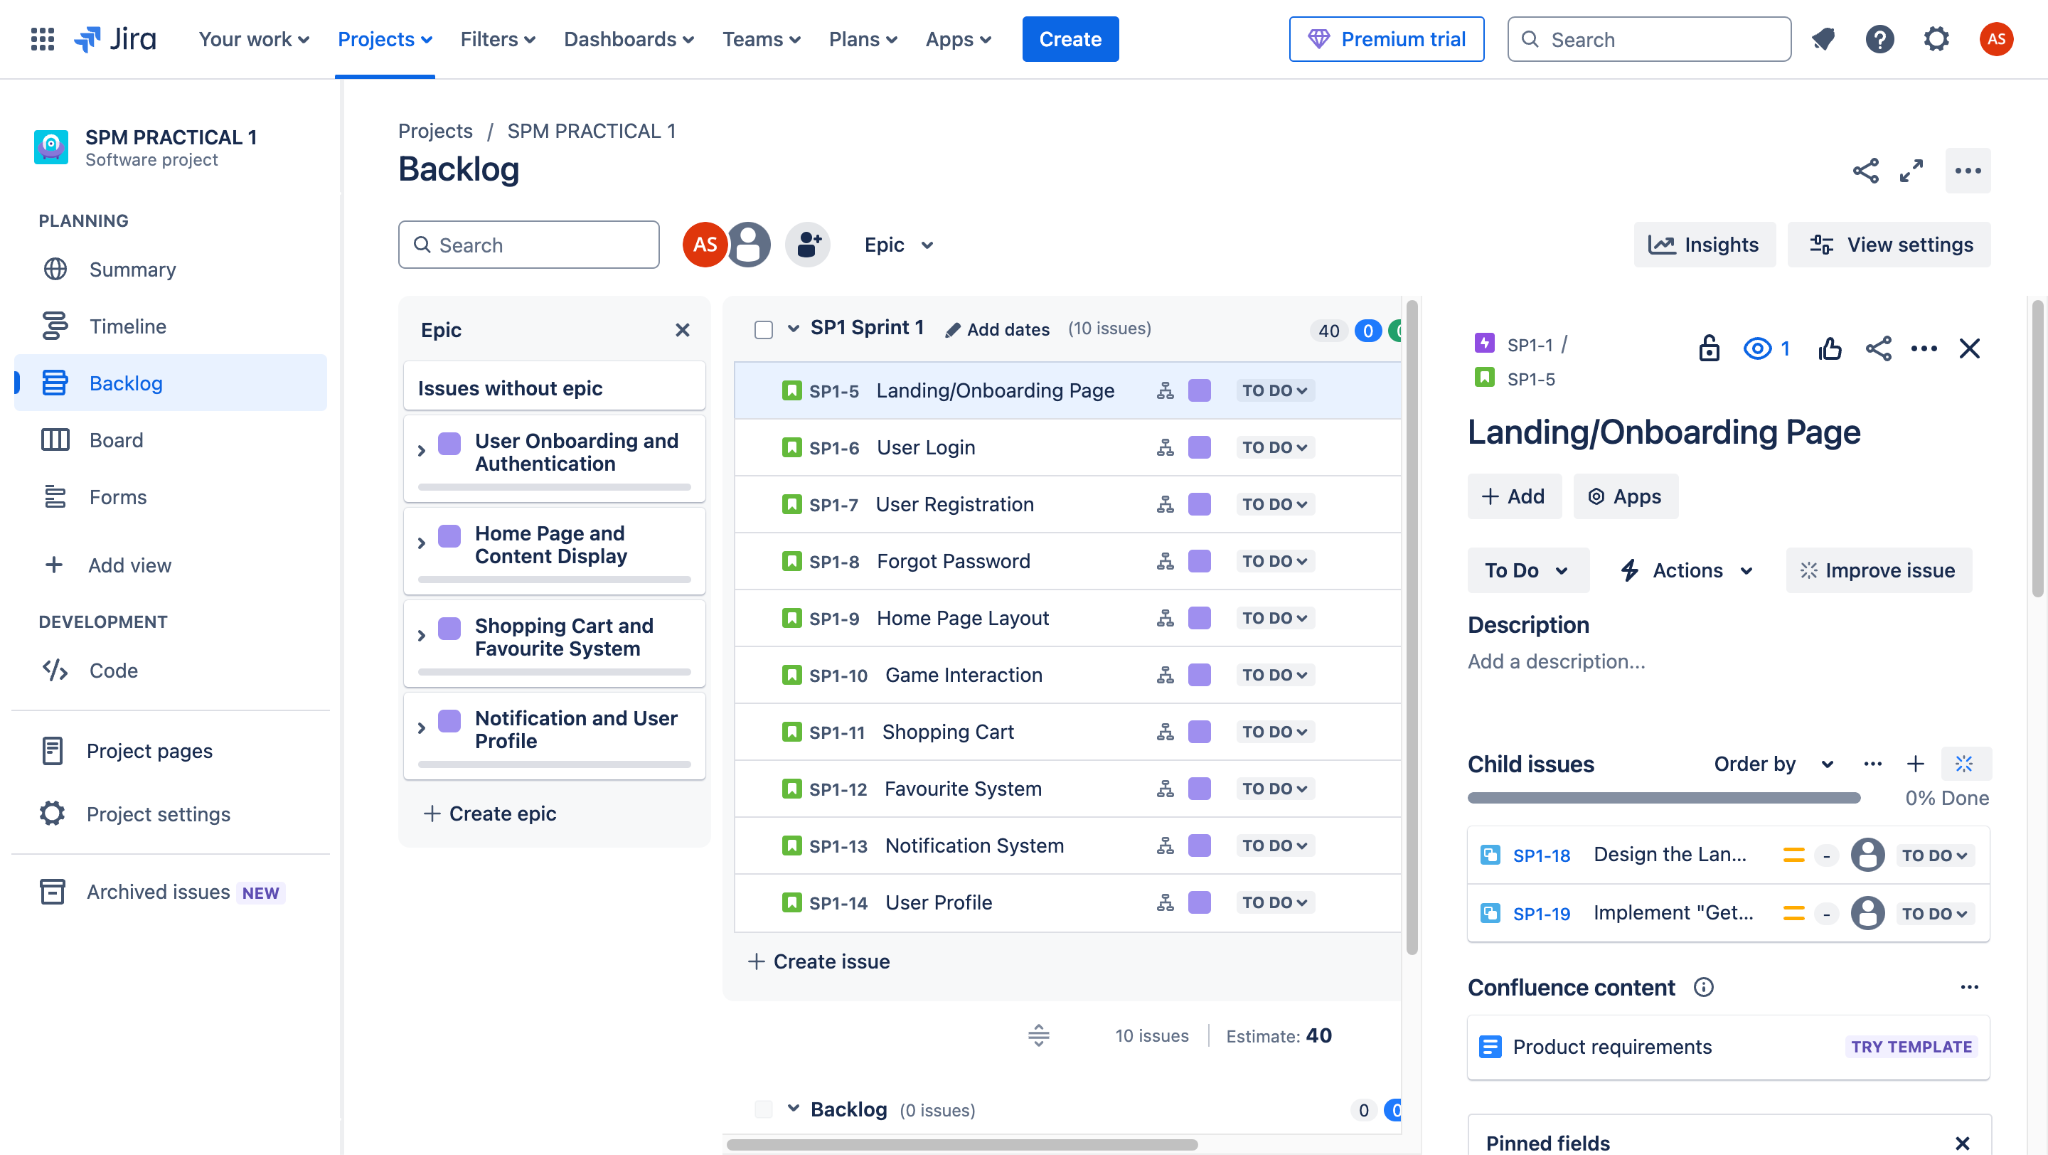 Jira
Your work
Projects
Filters
Dashboards
Teams
Plans
Apps
Create
Premium trial
Search
AS
SPM PRACTICAL 1
Software project
PLANNING
Summary
Timeline
Backlog
Board
Forms
Add view
DEVELOPMENT
Code
Project pages
Project settings
Archived issues NEW
Projects / SPM PRACTICAL 1
Backlog
Search
AS
Epic
Insights
View settings
Epic
Issues without epic
User Onboarding and
Authentication
Home Page and
Content Display
Shopping Cart and
Favourite System
Notification and User
Profile
+ Create epic
SP1 Sprint 1 Add dates (10 issues) 40 0
SP1-5 Landing/Onboarding Page TO DO
SP1-6 User Login TO DO
SP1-7 User Registration TO DO
SP1-8 Forgot Password TO DO
SP1-9 Home Page Layout TO DO
SP1-10 Game Interaction TO DO
SP1-11 Shopping Cart TO DO
SP1-12 Favourite System TO DO
SP1-13 Notification System TO DO
SP1-14 User Profile TO DO
+ Create issue
10 issues Estimate: 40
Backlog (0 issues) 0 0
SP1-1 /
SP1-5
1
Landing/Onboarding Page
+ Add
Apps
To Do
Actions
Improve issue
Description
Add a description...
Child issues
Order by
0% Done
SP1-18 Design the Lan... - TO DO
SP1-19 Implement "Get... - TO DO
Confluence content
Product requirements TRY TEMPLATE
Pinned fields